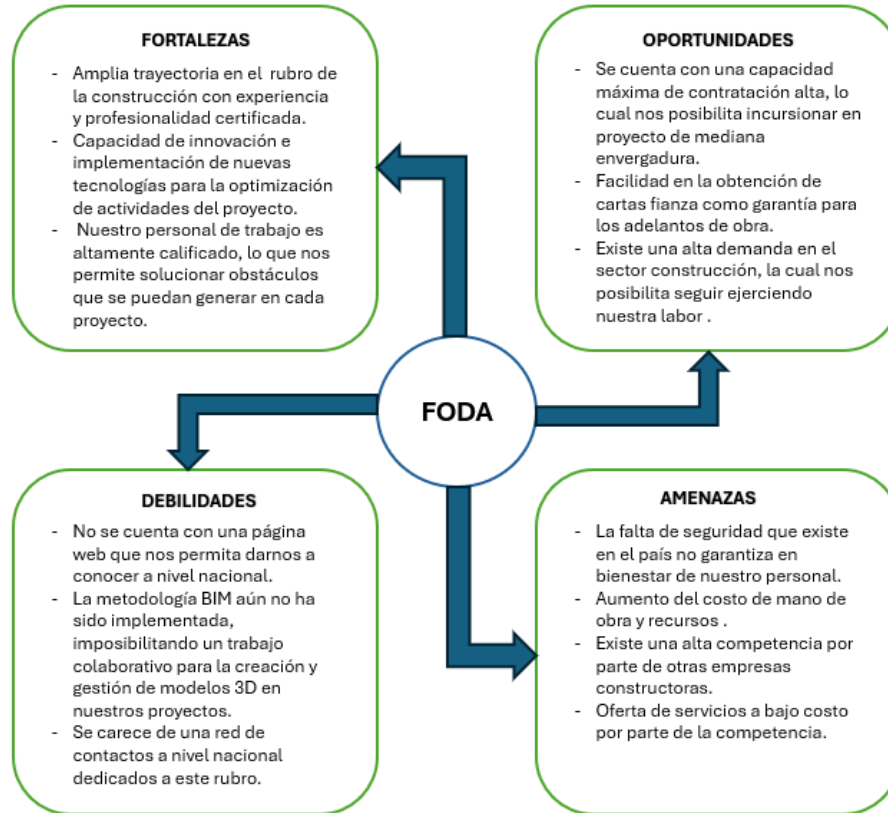 FORTALEZAS
- Amplia trayectoria en el rubro de
la construcción con experiencia
y profesionalidad certificada.
- Capacidad de innovación e
implementación de nuevas
tecnologías para la optimización
de actividades del proyecto.
- Nuestro personal de trabajo es
altamente calificado, lo que nos
permite solucionar obstáculos
que se puedan generar en cada
proyecto.
OPORTUNIDADES
- Se cuenta con una capacidad
máxima de contratación alta, lo
cual nos posibilita incursionar en
proyecto de mediana
envergadura.
- Facilidad en la obtención de
cartas fianza como garantía para
los adelantos de obra.
- Existe una alta demanda en el
sector construcción, la cual nos
posibilita seguir ejerciendo
nuestra labor .
FODA
DEBILIDADES
- No se cuenta con una página
web que nos permita darnos a
conocer a nivel nacional.
- La metodología BIM aún no ha
sido implementada,
imposibilitando un trabajo
colaborativo para la creación y
gestión de modelos 3D en
nuestros proyectos.
- Se carece de una red de
contactos a nivel nacional
dedicados a este rubro.
AMENAZAS
- La falta de seguridad que existe
en el país no garantiza en
bienestar de nuestro personal.
- Aumento del costo de mano de
obra y recursos .
- Existe una alta competencia por
parte de otras empresas
constructoras.
- Oferta de servicios a bajo costo
por parte de la competencia.